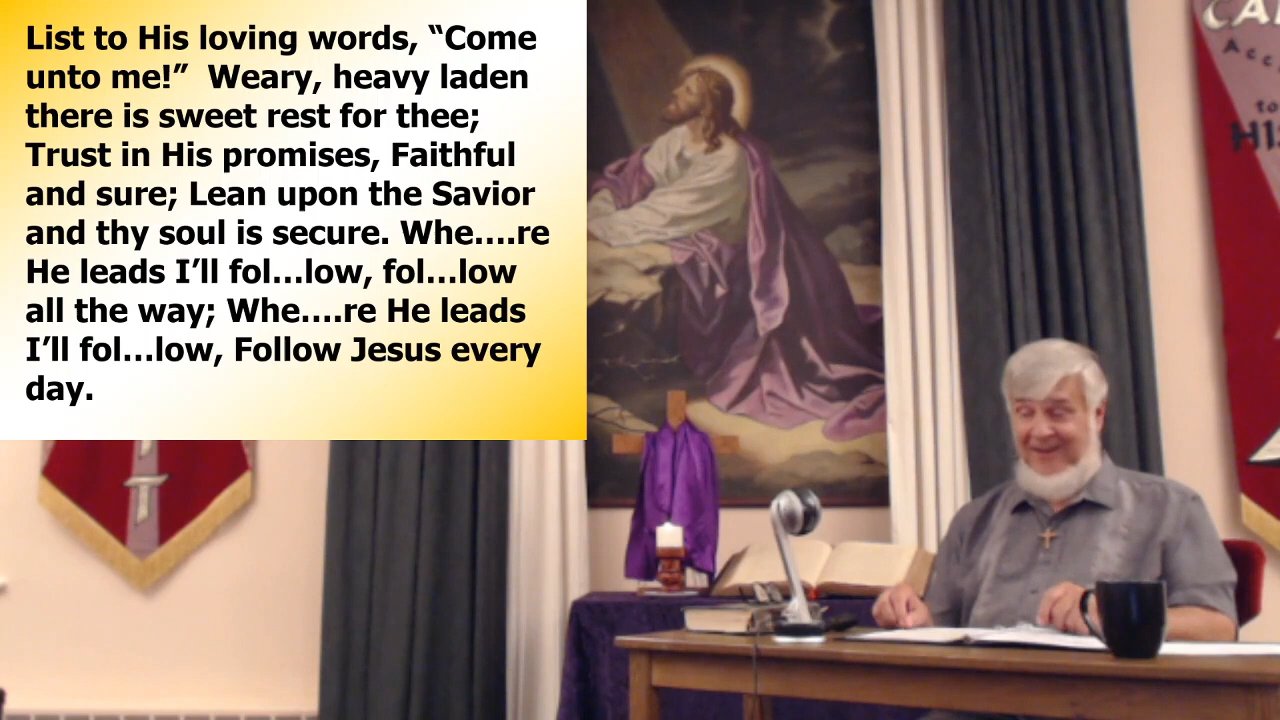 List to His loving words, “Come
unto me!”  Weary, heavy laden
there is sweet rest for thee;
Trust in His promises, Faithful
and sure; Lean upon the Savior
and thy soul is secure. Whe....re
He leads I’ll fol...low, fol...low
all the way; Whe....re He leads
I’ll fol...low, Follow Jesus every
day.
to